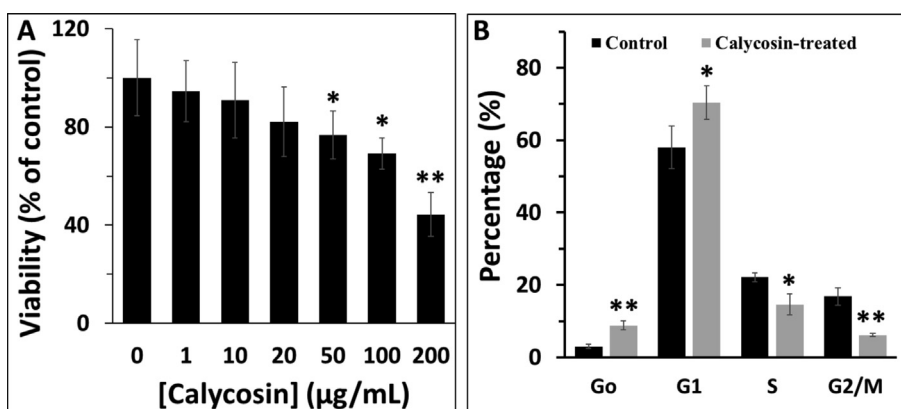 A
Viability (% of control)
120
80
40
0
* * **
0 1 10 20 50 100 200
[Calycosin] (µg/mL)
B
Control Calycosin-treated
Percentage (%)
80
60
40
20
0
** * * **
Go G1 S G2/M